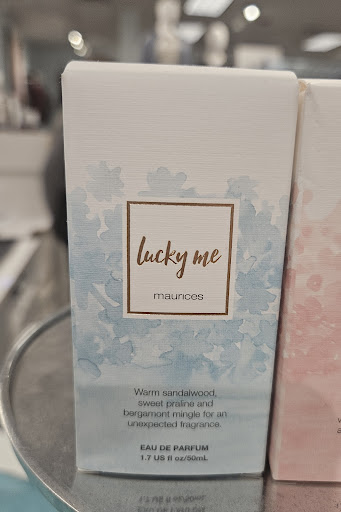 lucky me
maurices
Warm sandalwood,
sweet praline and
bergamont mingle for an
unexpected fragrance.
EAU DE PARFUM
1.7 US fl oz/50mL